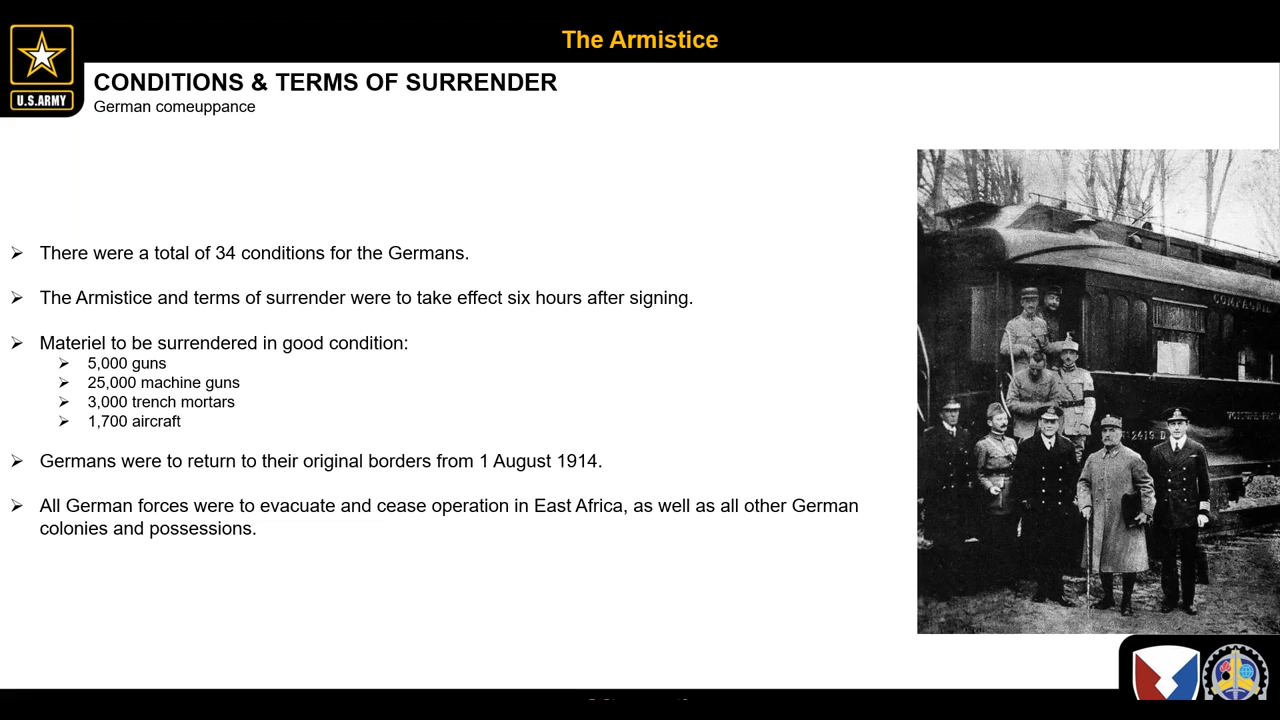 The Armistice
U.S.ARMY
CONDITIONS & TERMS OF SURRENDER
German comeuppance
There were a total of 34 conditions for the Germans.
The Armistice and terms of surrender were to take effect six hours after signing.
Materiel to be surrendered in good condition:
5,000 guns
25,000 machine guns
3,000 trench mortars
1,700 aircraft
Germans were to return to their original borders from 1 August 1914.
All German forces were to evacuate and cease operation in East Africa, as well as all other German
colonies and possessions.
COMPAGNIE
2419 D